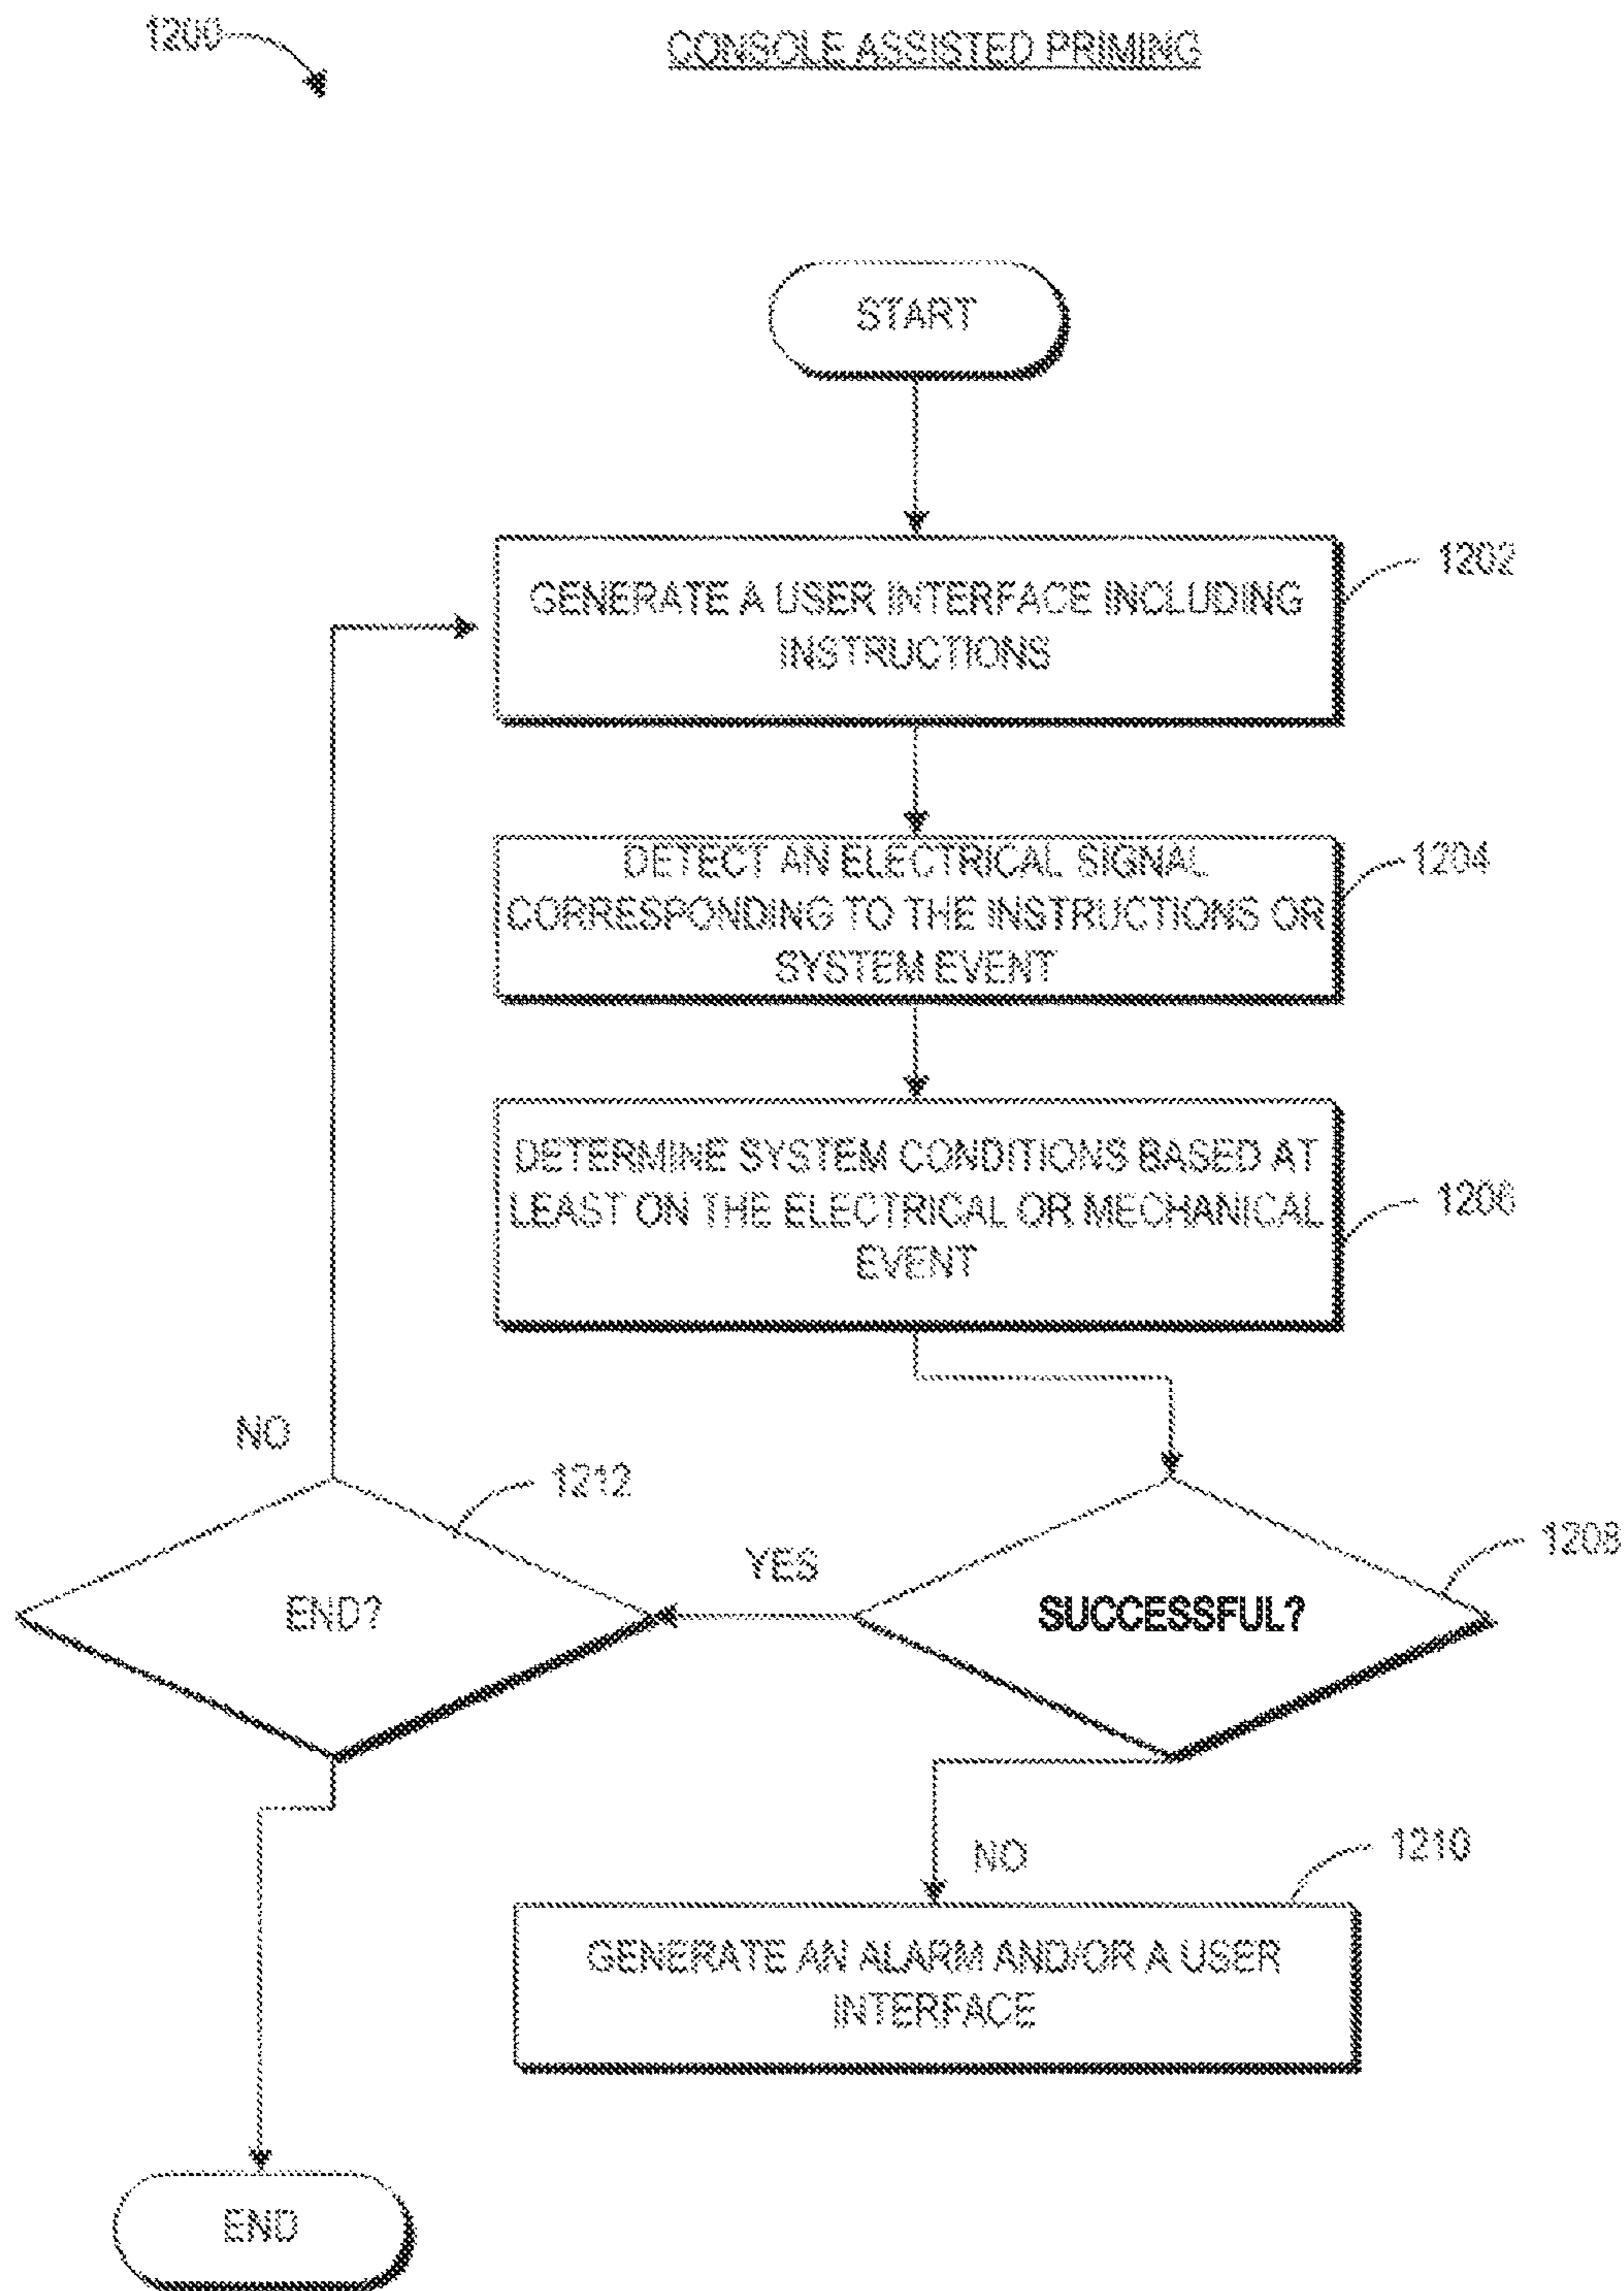 1200
CONSOLE ASSISTED PRIMING
START
GENERATE A USER INTERFACE INCLUDING
INSTRUCTIONS
1202
DETECT AN ELECTRICAL SIGNAL
CORRESPONDING TO THE INSTRUCTIONS OR
SYSTEM EVENT
1204
DETERMINE SYSTEM CONDITIONS BASED AT
LEAST ON THE ELECTRICAL OR MECHANICAL
EVENT
1206
NO
1212
END?
YES
SUCCESSFUL?
1208
NO
1210
GENERATE AN ALARM AND/OR A USER
INTERFACE
END